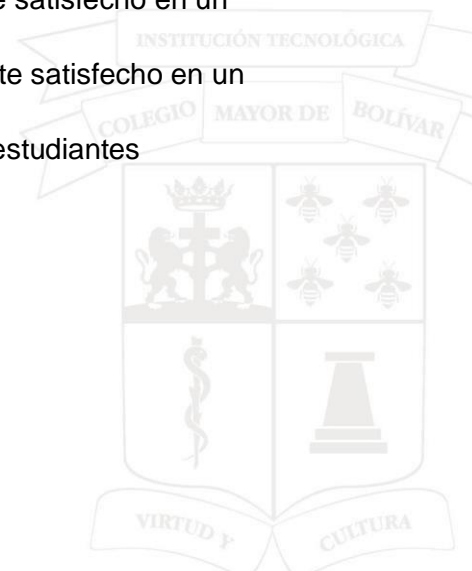 e satisfecho en un
INSTITUCIÓN TECNOLÓGICA
te satisfecho en un
COLEGIO MAYOR DE BOLÍVAR
estudiantes
VIRTUD Y CULTURA